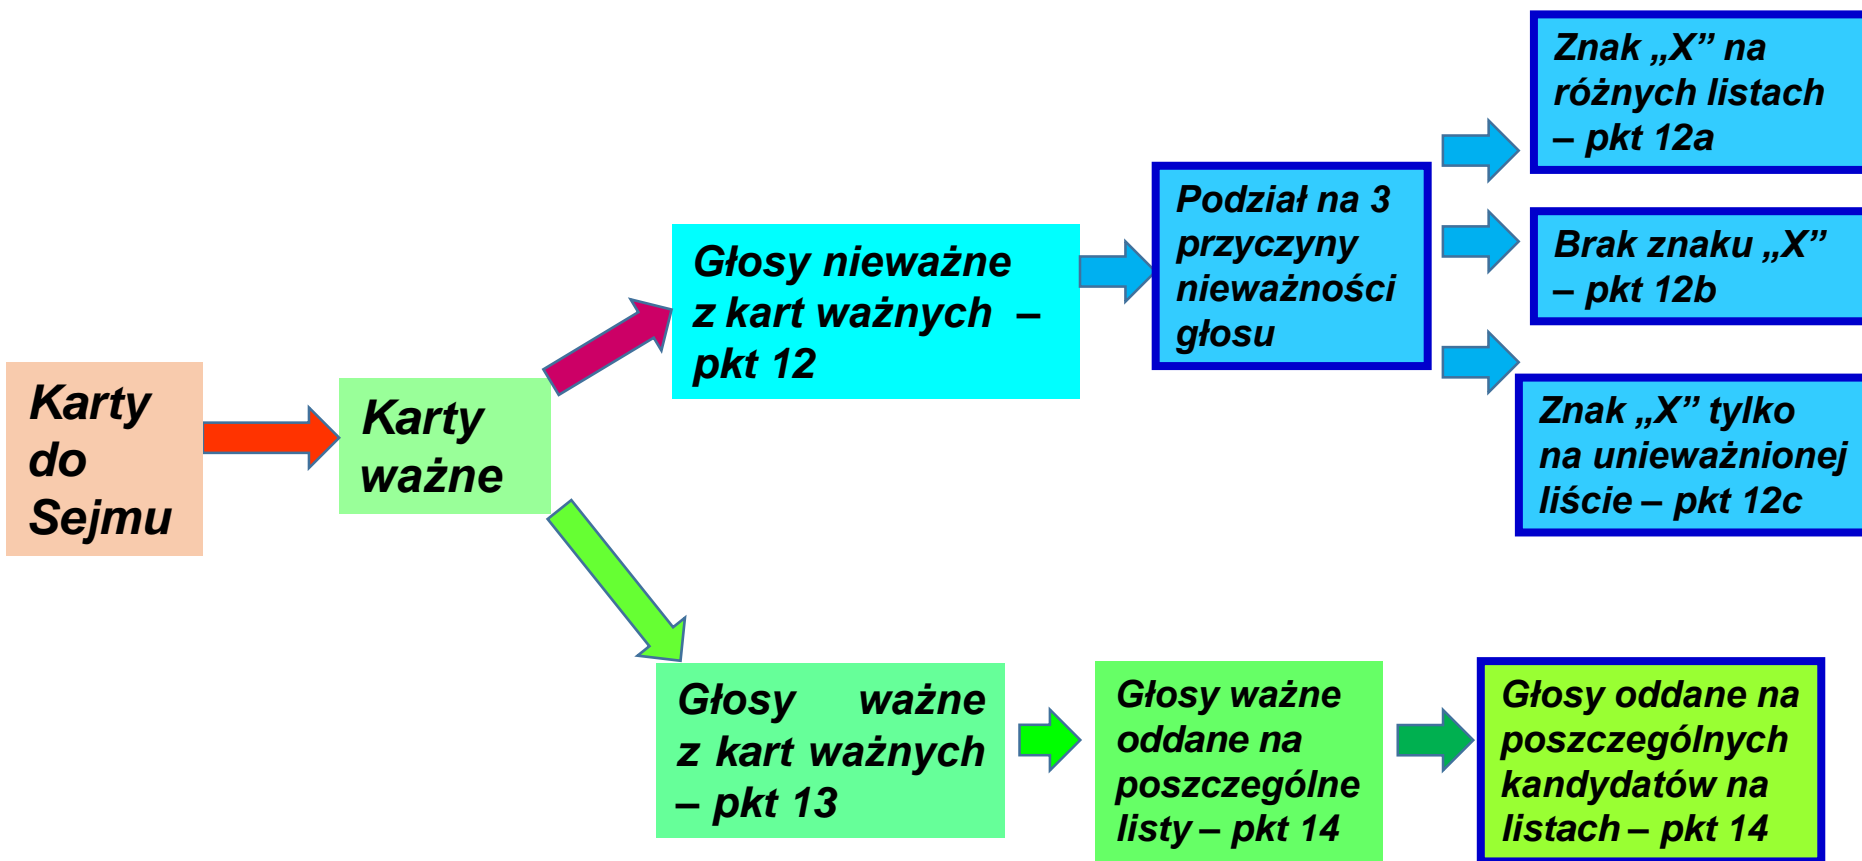 Karty
do
Sejmu
Karty
ważne
Głosy nieważne
z kart ważnych –
pkt 12
Podział na 3
przyczyny
nieważności
głosu
Znak „X” na
różnych listach
– pkt 12a
Brak znaku „X”
– pkt 12b
Znak „X” tylko
na unieważnionej
liście – pkt 12c
Głosy ważne
z kart ważnych
– pkt 13
Głosy ważne
oddane na
poszczególne
listy – pkt 14
Głosy oddane na
poszczególnych
kandydatów na
listach – pkt 14